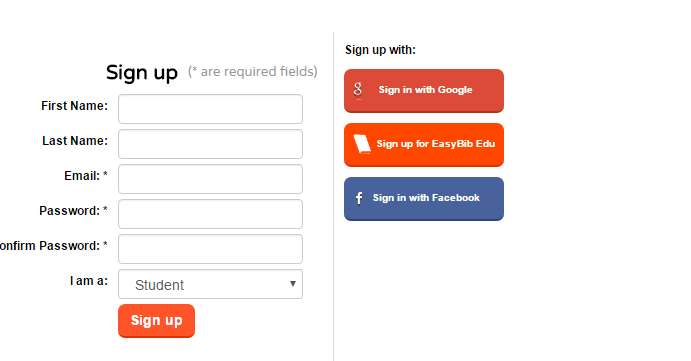 Sign up (* are required fields)
First Name:
Last Name:
Email: *
Password: *
onfirm Password: *
I am a:
Student
Sign up
Sign up with:
Sign in with Google
Sign up for EasyBib Edu
Sign in with Facebook